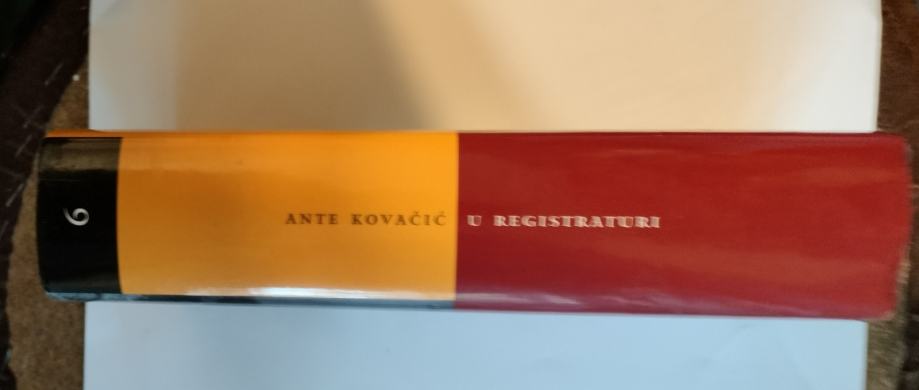 6
ANTE KOVAČIĆ U REGISTRATURI